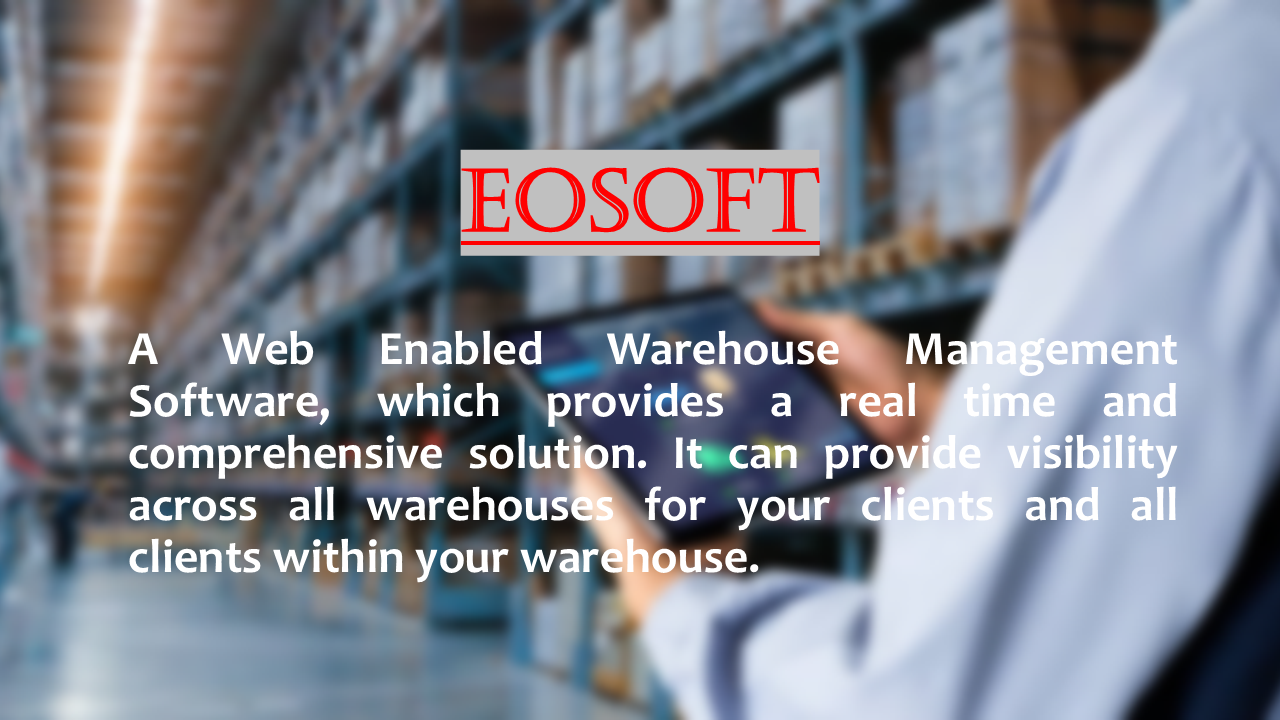 EOSOFT
A Web Enabled Warehouse Management
Software, which provides a real time and
comprehensive solution. It can provide visibility
across all warehouses for your clients and all
clients within your warehouse.